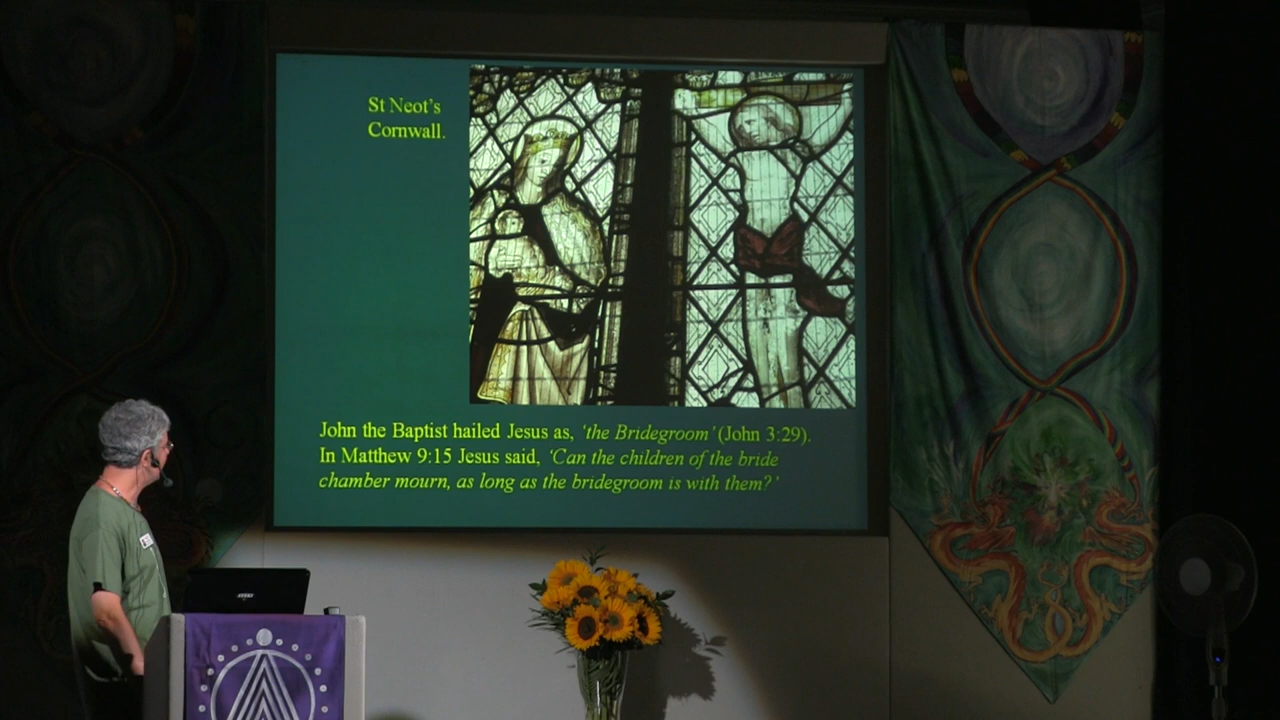 St Neot's
Cornwall.
John the Baptist hailed Jesus as, ‘the Bridegroom’ (John 3:29).
In Matthew 9:15 Jesus said, ‘Can the children of the bride
chamber mourn, as long as the bridegroom is with them?’
msi